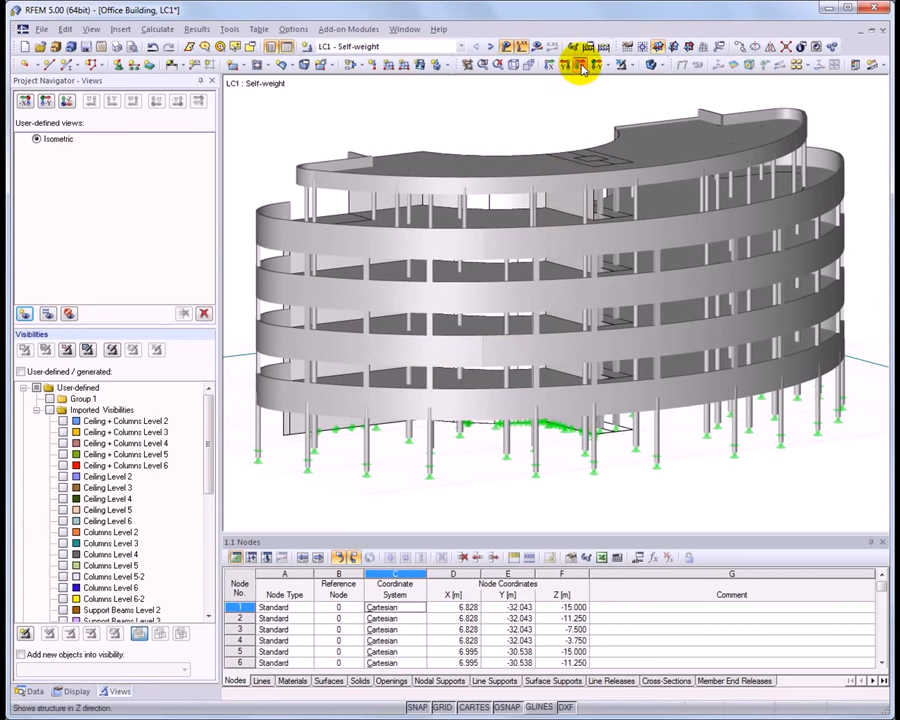 RFEM 5.00 (64bit) - [Office Building, LC1*]
File Edit View Insert Calculate Results Tools Table Options Add-on Modules Window Help
LC1 - Self-weight
Project Navigator - Views
LC1 : Self-weight
User-defined views:
Isometric
Visibilities
User-defined / generated:
User-defined
Group 1
Imported Visibilities
Ceiling + Columns Level 2
Ceiling + Columns Level 3
Ceiling + Columns Level 4
Ceiling + Columns Level 5
Ceiling + Columns Level 6
Ceiling Level 2
Ceiling Level 3
Ceiling Level 4
Ceiling Level 5
Ceiling Level 6
Columns Level 2
Columns Level 3
Columns Level 4
Columns Level 5
Columns Level 5-2
Columns Level 6
Columns Level 6-2
Support Beams Level 2
Support Beams Level 3
Add new objects into visibility:
Data Display Views
1.1 Nodes
A B C D E F G
Node No. Node Type Reference Node Coordinate System Node Coordinates X [m] Y [m] Z [m] Comment
1 Standard 0 Cartesian 6.828 -32.043 -15.000
2 Standard 0 Cartesian 6.828 -32.043 -11.250
3 Standard 0 Cartesian 6.828 -32.043 -7.500
4 Standard 0 Cartesian 6.828 -32.043 -3.750
5 Standard 0 Cartesian 6.995 -30.538 -15.000
6 Standard 0 Cartesian 6.995 -30.538 -11.250
Nodes Lines Materials Surfaces Solids Openings Nodal Supports Line Supports Surface Supports Line Releases Cross-Sections Member End Releases
Shows structure in Z direction.
SNAP GRID CARTES OSNAP GLINES DXF